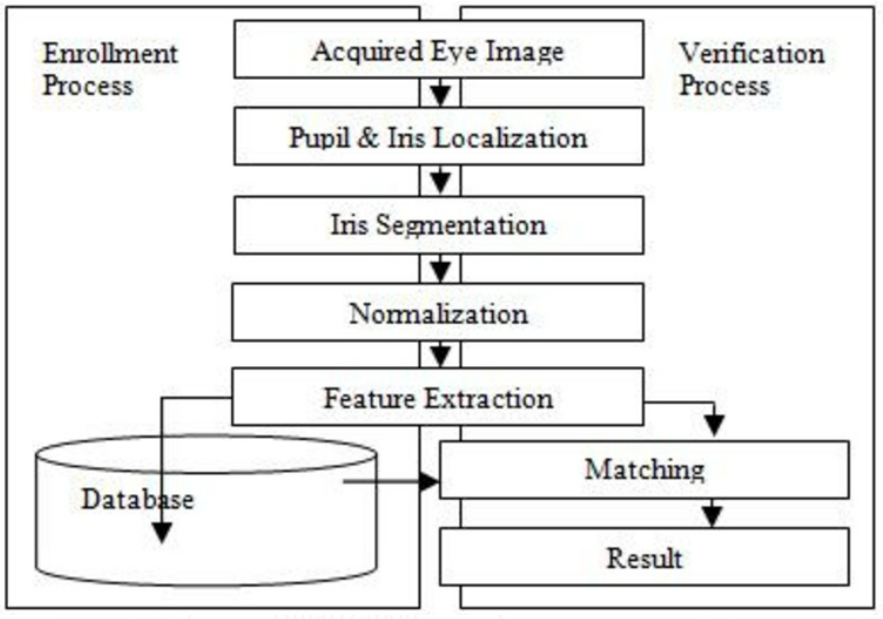 Enrollment
Process
Acquired Eye Image
Verification
Process
Pupil & Iris Localization
Iris Segmentation
Normalization
Feature Extraction
Database
Matching
Result